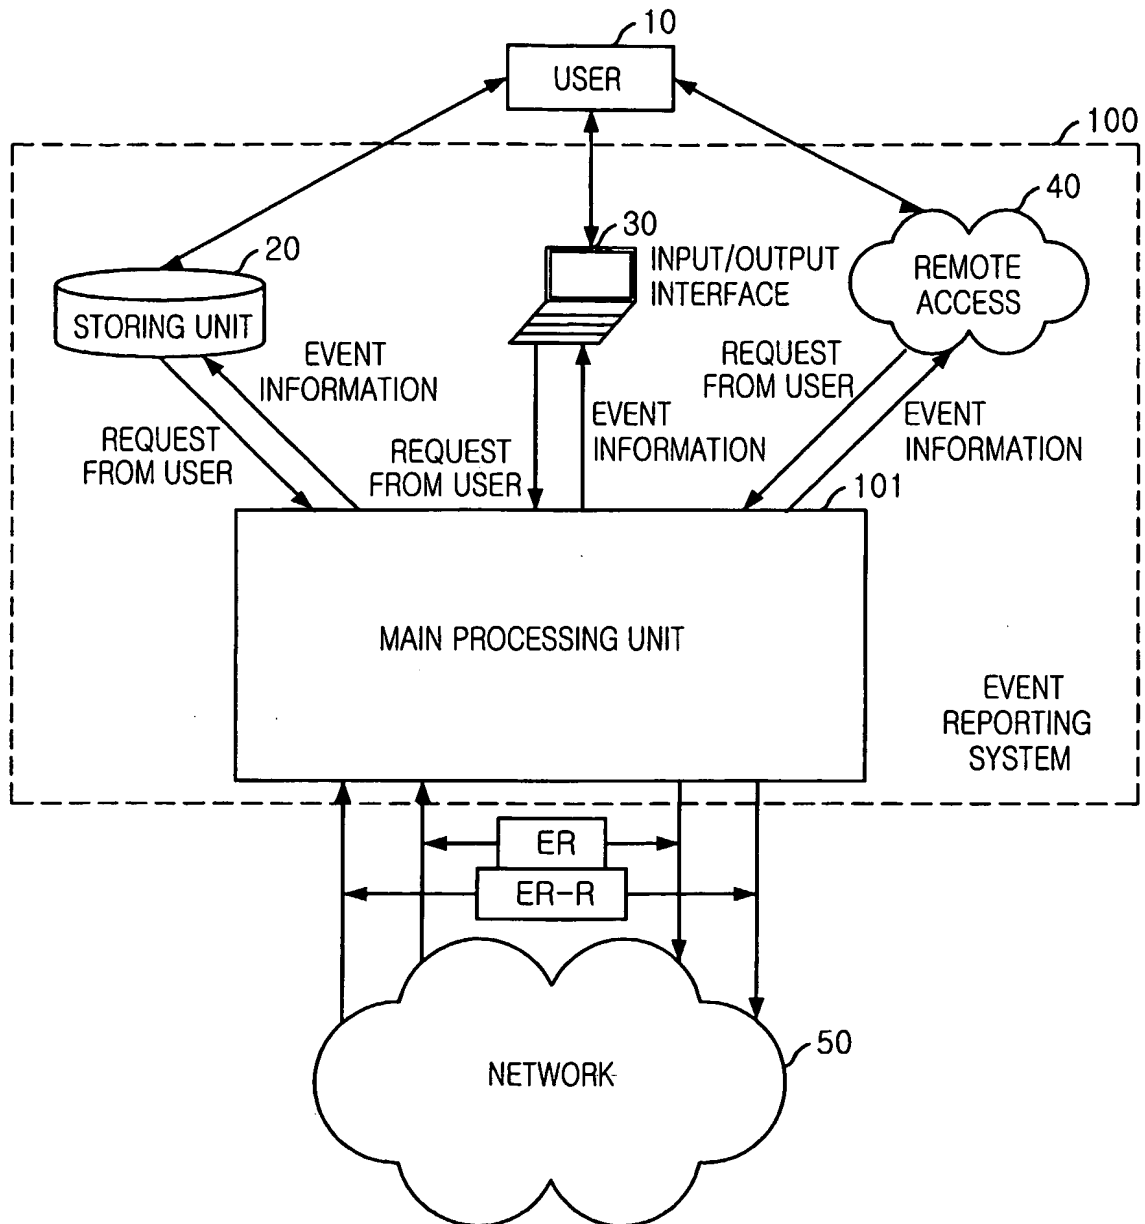 10
USER
100
40
20
30
INPUT/OUTPUT
INTERFACE
REMOTE
ACCESS
STORING UNIT
EVENT
INFORMATION
REQUEST
FROM USER
EVENT
INFORMATION
EVENT
INFORMATION
REQUEST
FROM USER
REQUEST
FROM USER
101
MAIN PROCESSING UNIT
EVENT
REPORTING
SYSTEM
ER
ER-R
50
NETWORK